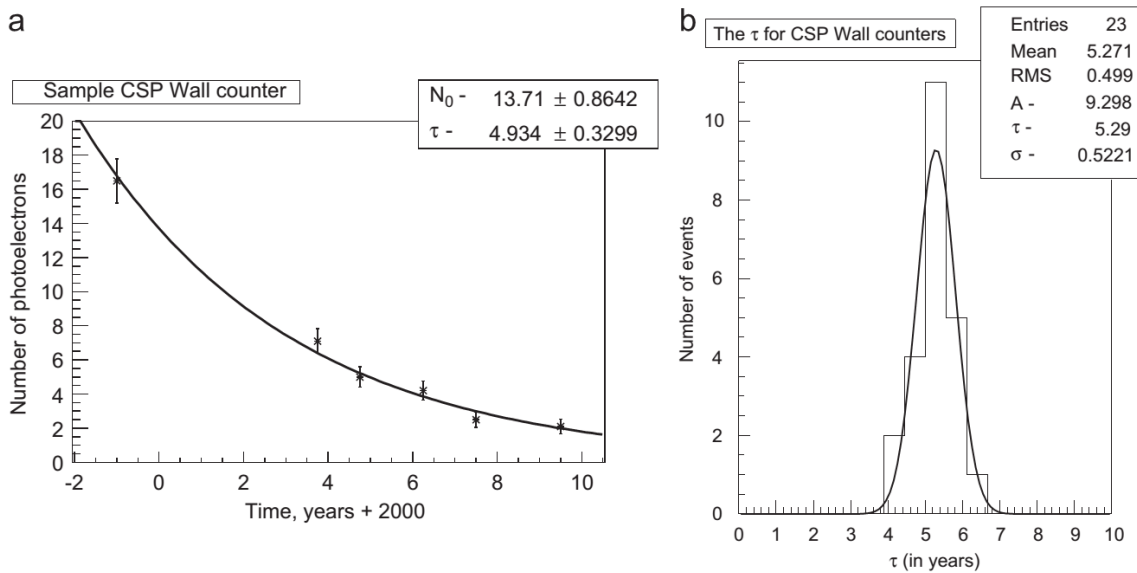 a
Sample CSP Wall counter
N0 - 13.71 ± 0.8642
τ - 4.934 ± 0.3299
Number of photoelectrons
20
18
16
14
12
10
8
6
4
2
0
-2 0 2 4 6 8 10
Time, years + 2000
b
The τ for CSP Wall counters
Entries 23
Mean 5.271
RMS 0.499
A - 9.298
τ - 5.29
σ - 0.5221
Number of events
10
8
6
4
2
0
0 1 2 3 4 5 6 7 8 9 10
τ (in years)